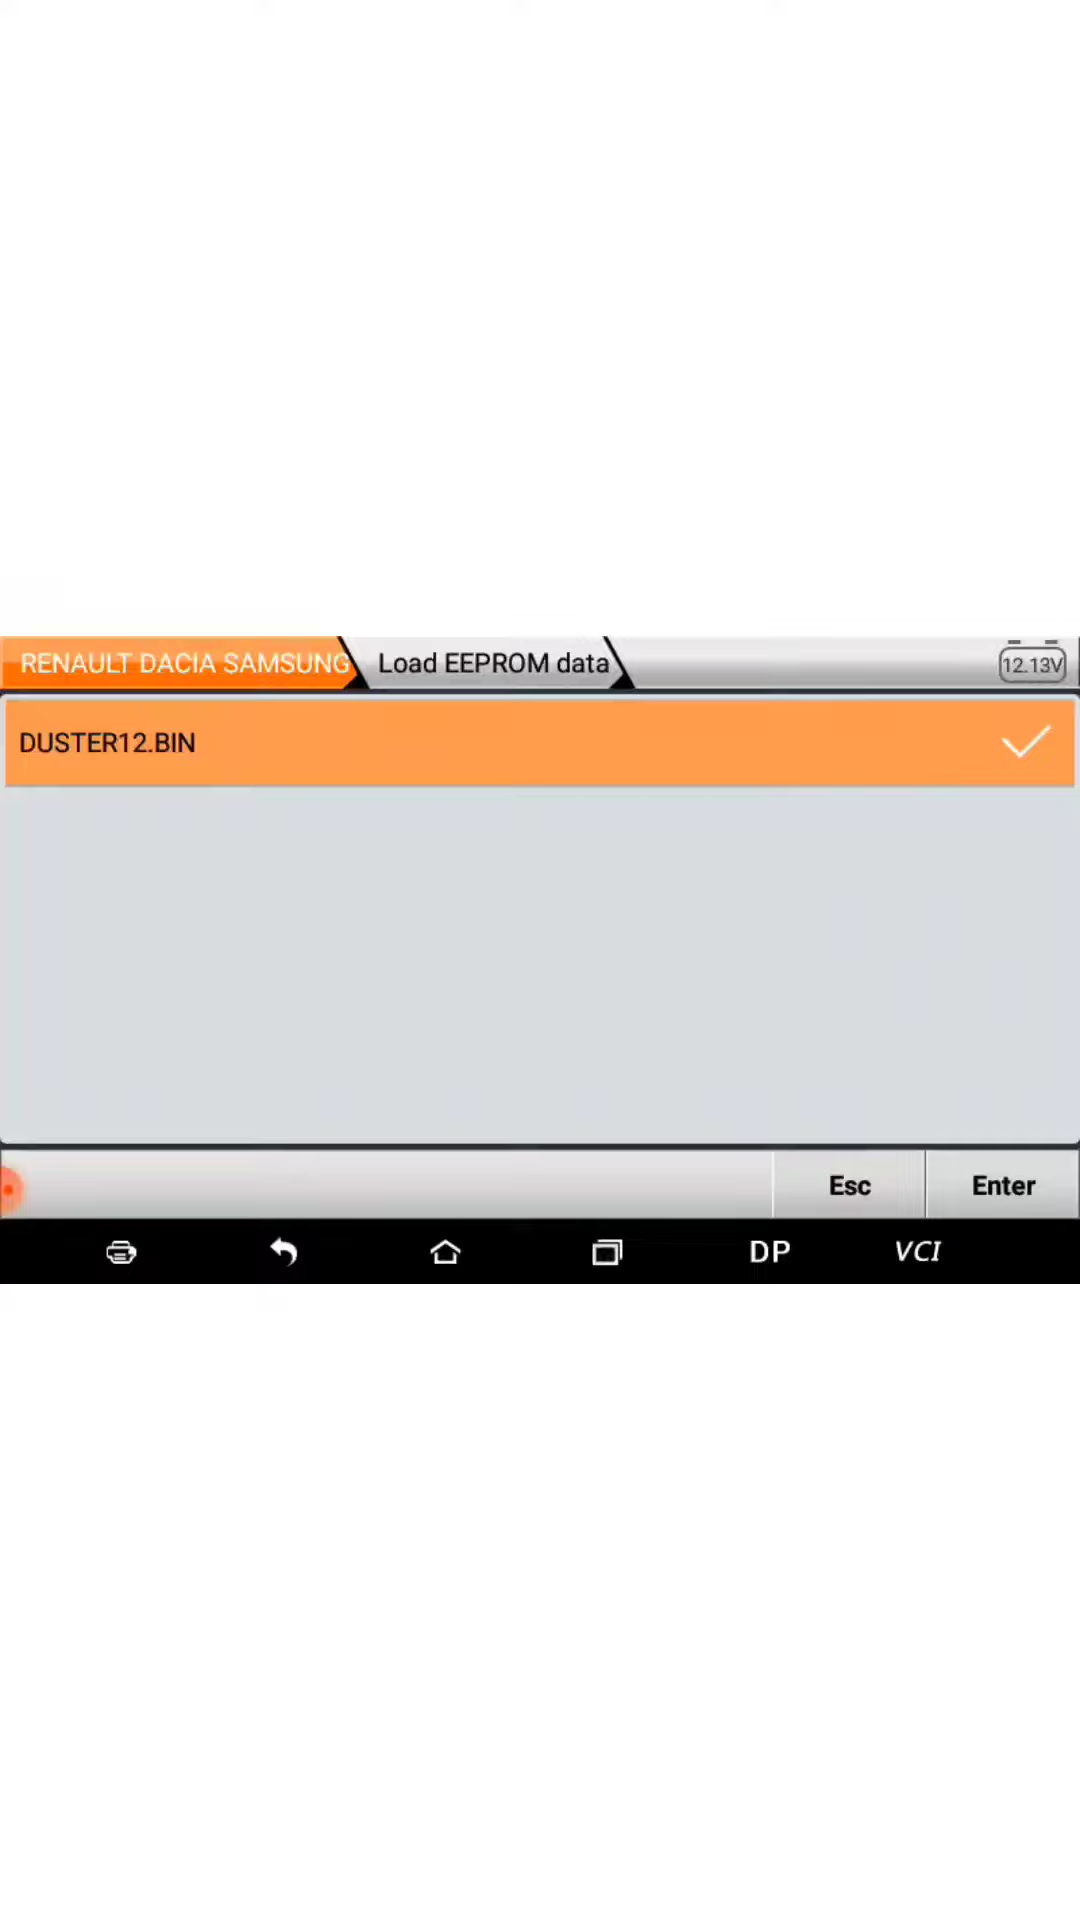 RENAULT DACIA SAMSUNG
Load EEPROM data
12.13V
DUSTER12.BIN
Esc
Enter
DP
VCI